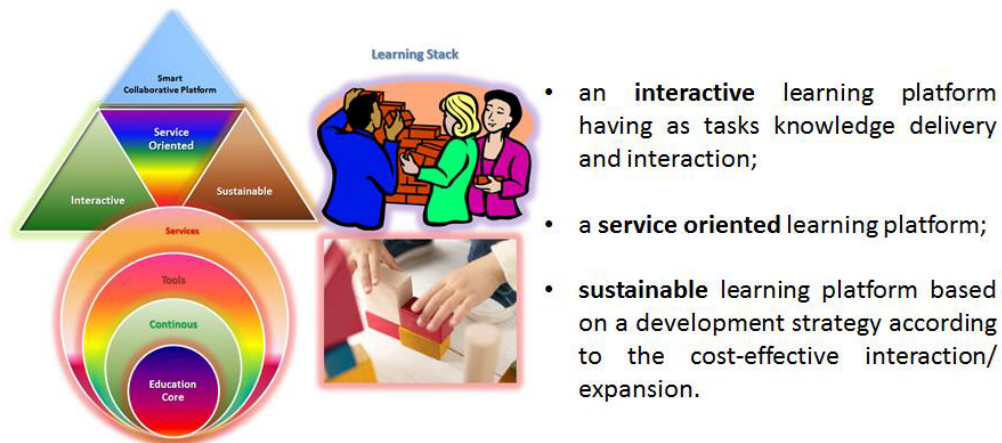 Smart
Collaborative Platform
Service
Oriented
Interactive
Sustainable
Services
Tools
Continous
Education
Core
Learning Stack
• an interactive learning platform
having as tasks knowledge delivery
and interaction;
• a service oriented learning platform;
• sustainable learning platform based
on a development strategy according
to the cost-effective interaction/
expansion.